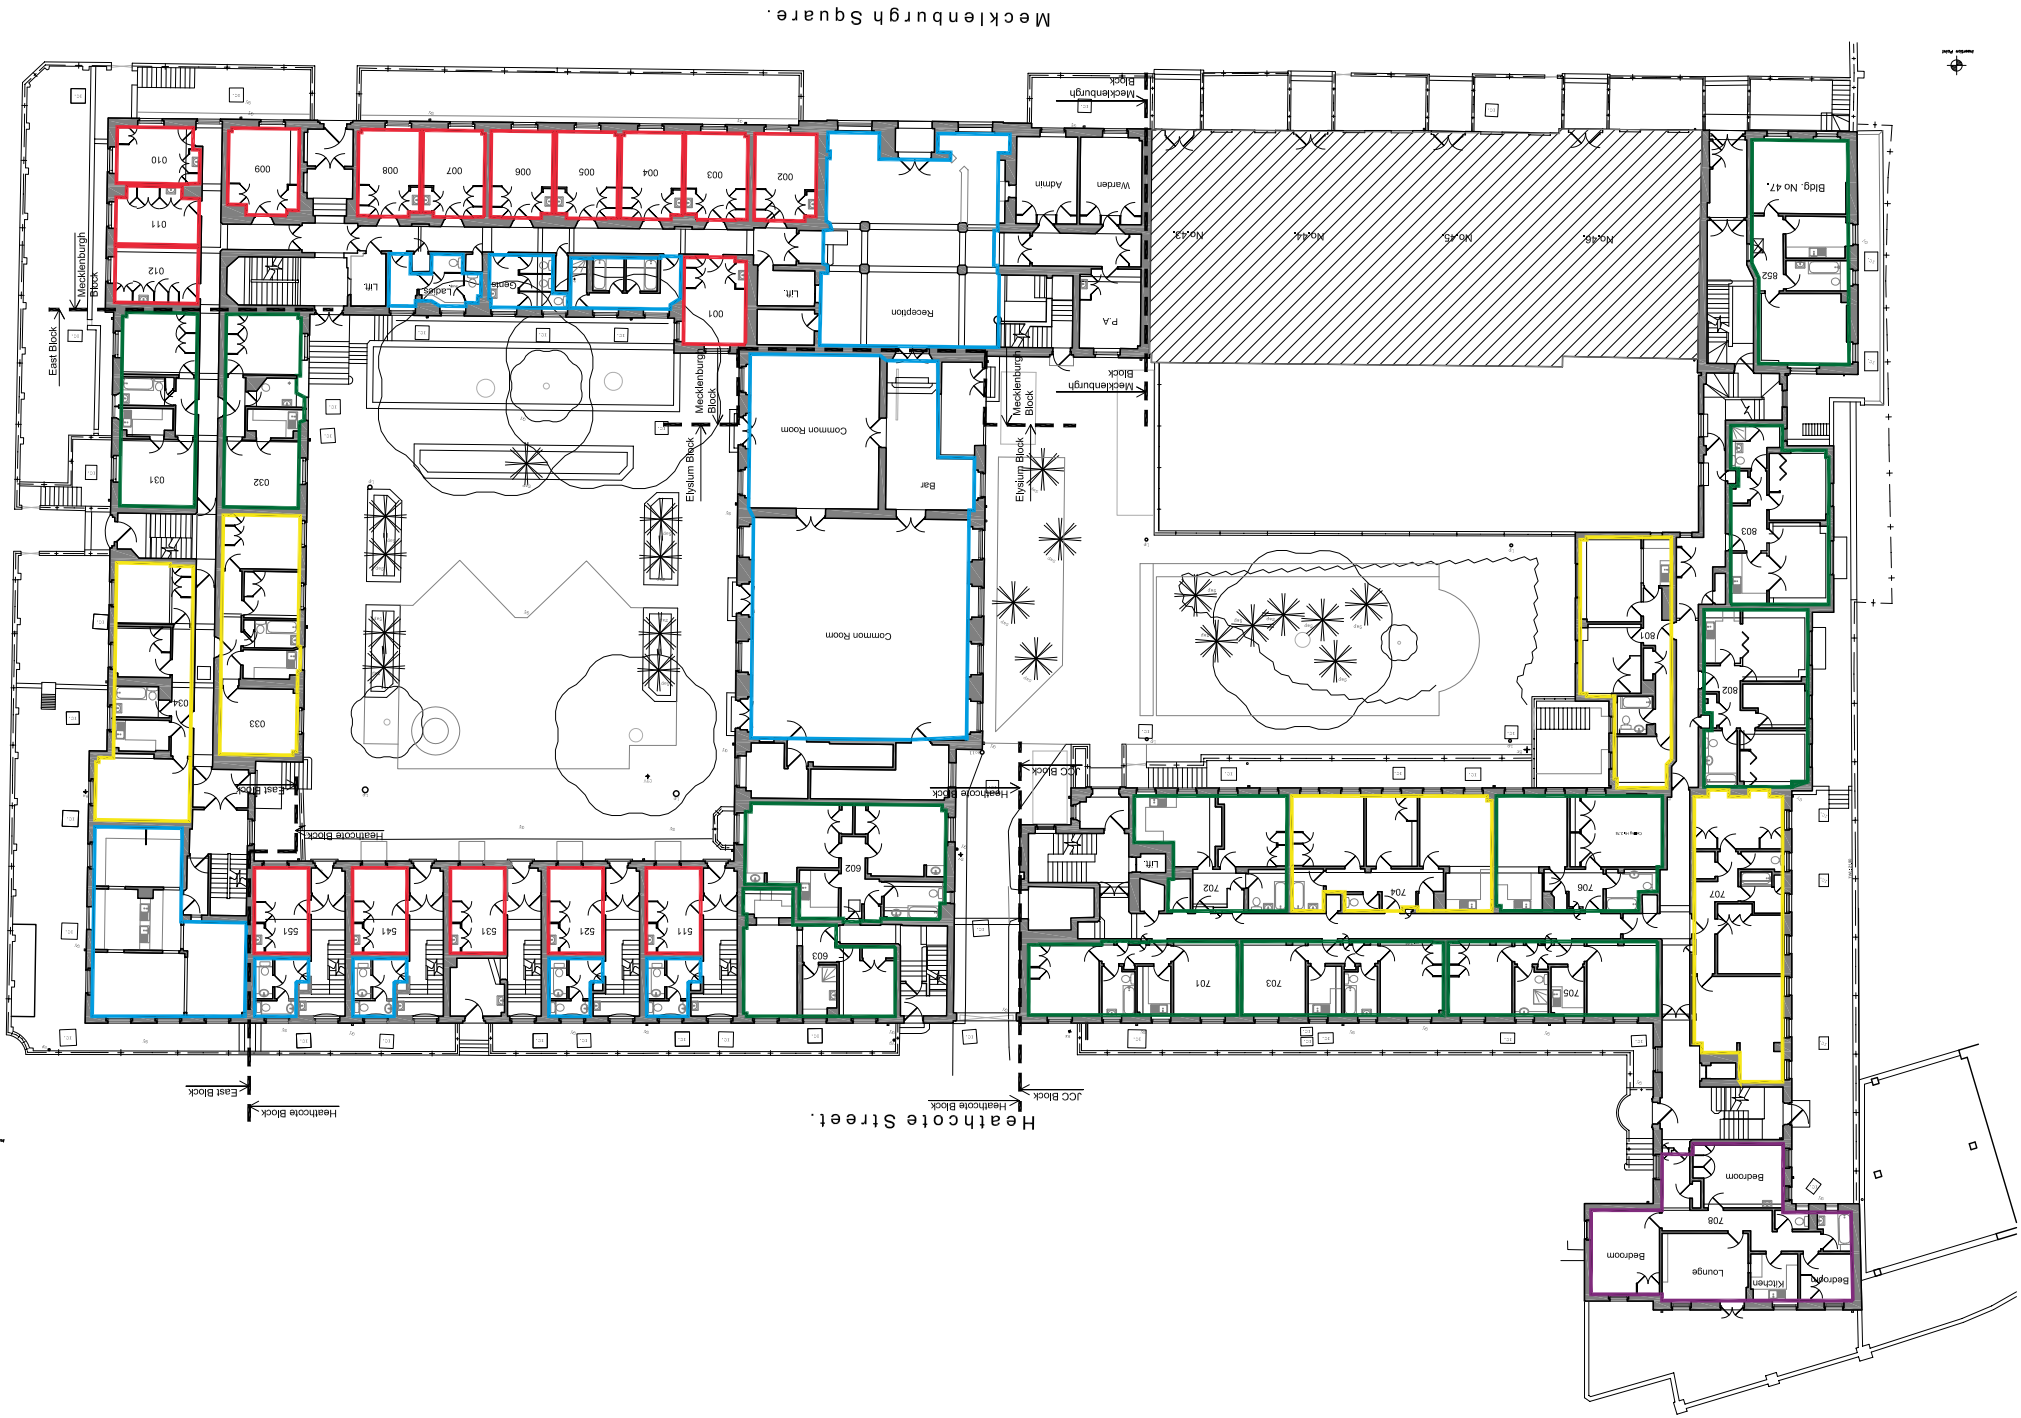 Mecklenburgh Square.
Insertion Point
Mecklenburgh
Block
010
009
008
007
006
005
004
003
002
Admin
Warden
Bldg. No 47.
011
012
No.43.
No.44.
No.45.
No.46.
852
Mecklenburgh
Block
Lift
Ladies
Gents
001
Lift.
Reception
P.A
East Block
Mecklenburgh
Block
Mecklenburgh
Block
Mecklenburgh
Block
Common Room
Bar
Elysium Block
Elysium Block
031
032
803
034
033
Common Room
801
802
East Block
JCC Block
Heathcote Block
Heathcote Block
Lift.
602
702
704
706
707
551
541
531
521
511
603
701
703
705
East Block
Heathcote Block
Heathcote Block
JCC Block
Heathcote Street.
Bedroom
708
Bedroom
Lounge
Kitchen
Bedroom